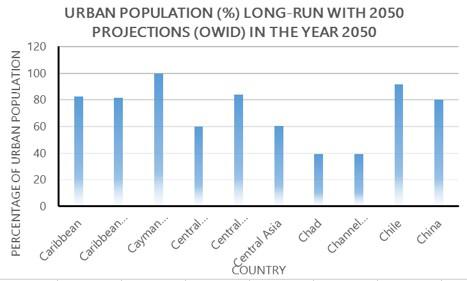 URBAN POPULATION (%) LONG-RUN WITH 2050
PROJECTIONS (OWID) IN THE YEAR 2050
PERCENTAGE OF URBAN POPULATION
120
100
80
60
40
20
0
Caribbean
Caribbean...
Cayman...
Central...
Central...
Central Asia
Chad
Channel...
Chile
China
COUNTRY